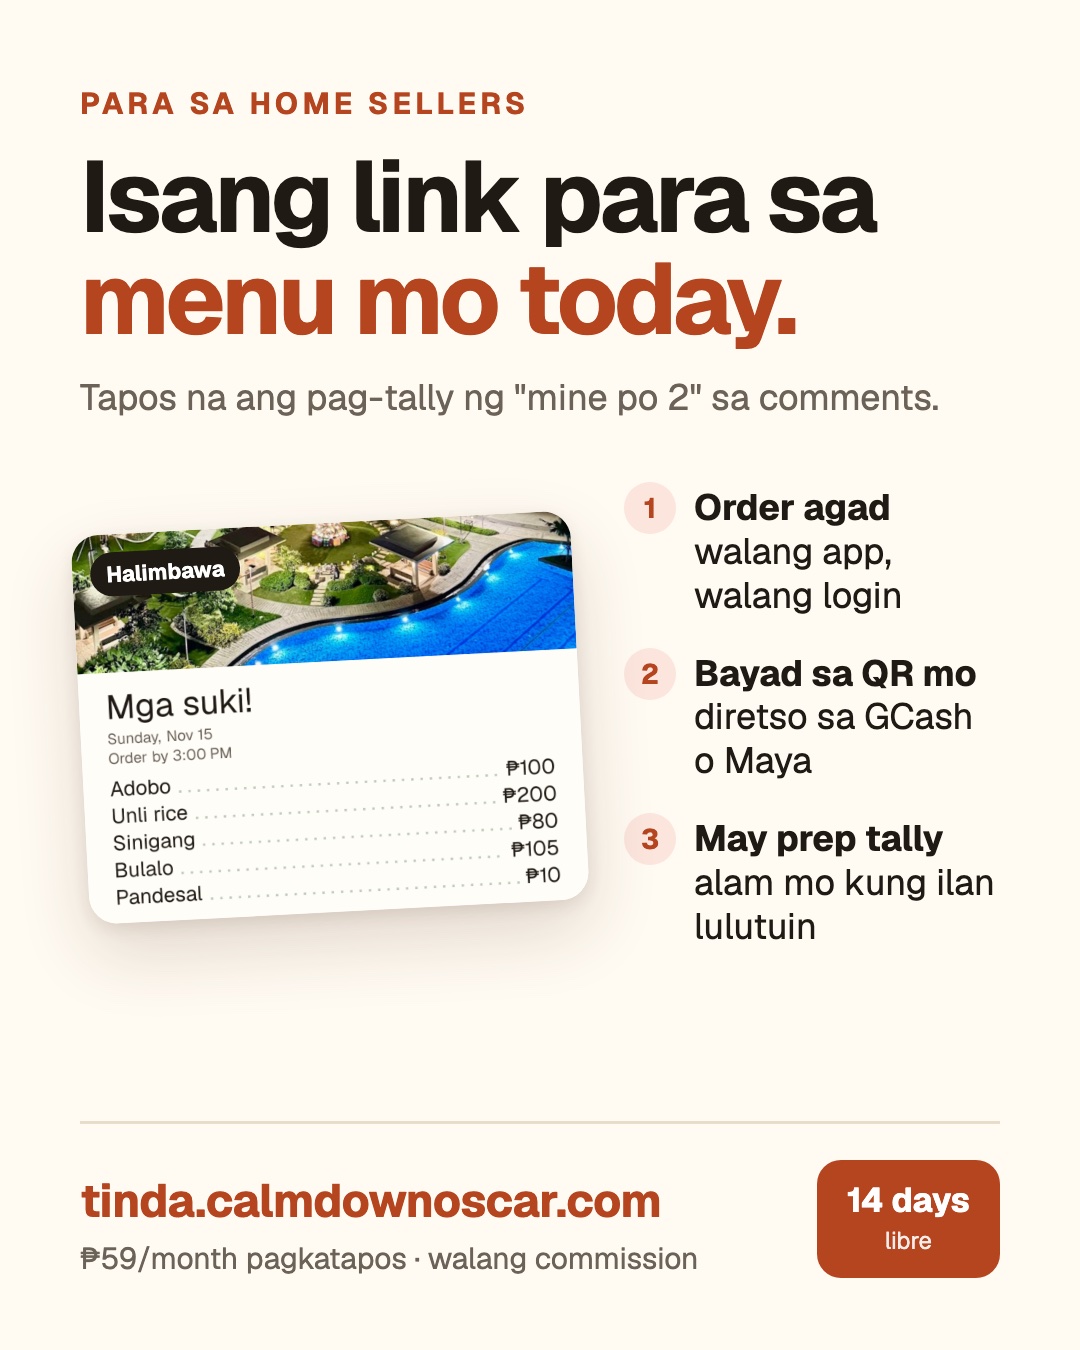 PARA SA HOME SELLERS
Isang link para sa
menu mo today.
Tapos na ang pag-tally ng "mine po 2" sa comments.
Halimbawa
Mga suki!
Sunday, Nov 15
Order by 3:00 PM
Adobo ₱100
Unli rice ₱200
Sinigang ₱80
Bulalo ₱105
Pandesal ₱10
1 Order agad
walang app,
walang login
2 Bayad sa QR mo
diretso sa GCash
o Maya
3 May prep tally
alam mo kung ilan
lulutuin
tinda.calmdownoscar.com
₱59/month pagkatapos · walang commission
14 days
libre